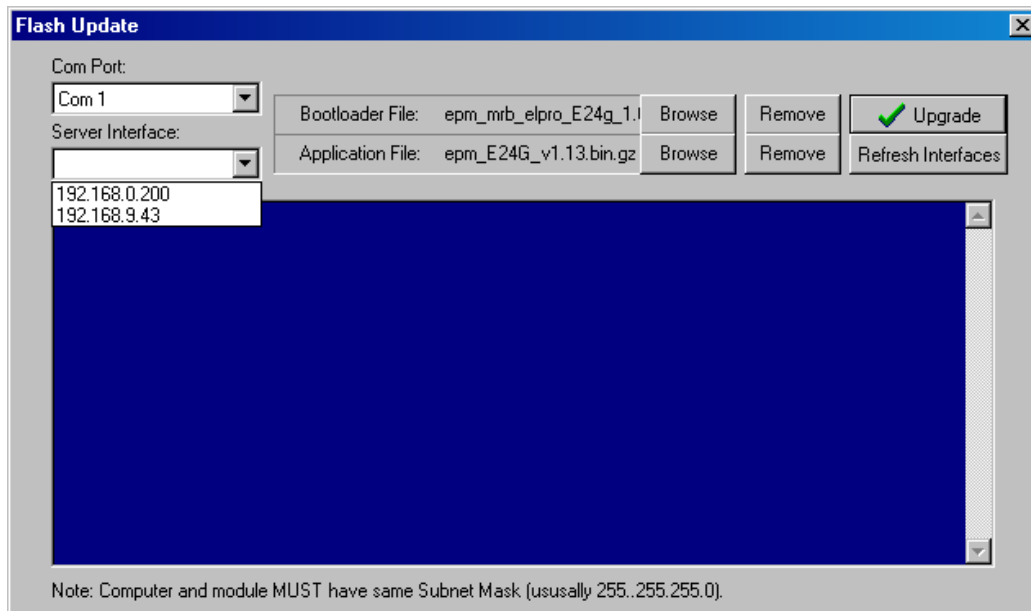 Flash Update
Com Port:
Com 1
Server Interface:
192.168.0.200
192.168.9.43
Bootloader File: epm_mrb_elpro_E24g_1. Browse Remove Upgrade
Application File: epm_E24G_v1.13.bin.gz Browse Remove Refresh Interfaces
Note: Computer and module MUST have same Subnet Mask (ususally 255..255.255.0).